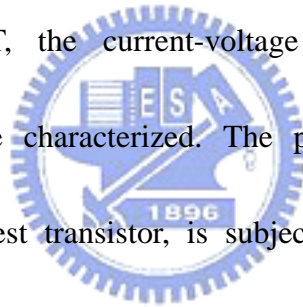 T, the current-voltage
E S A
e characterized. The p
1896
est transistor, is subjec